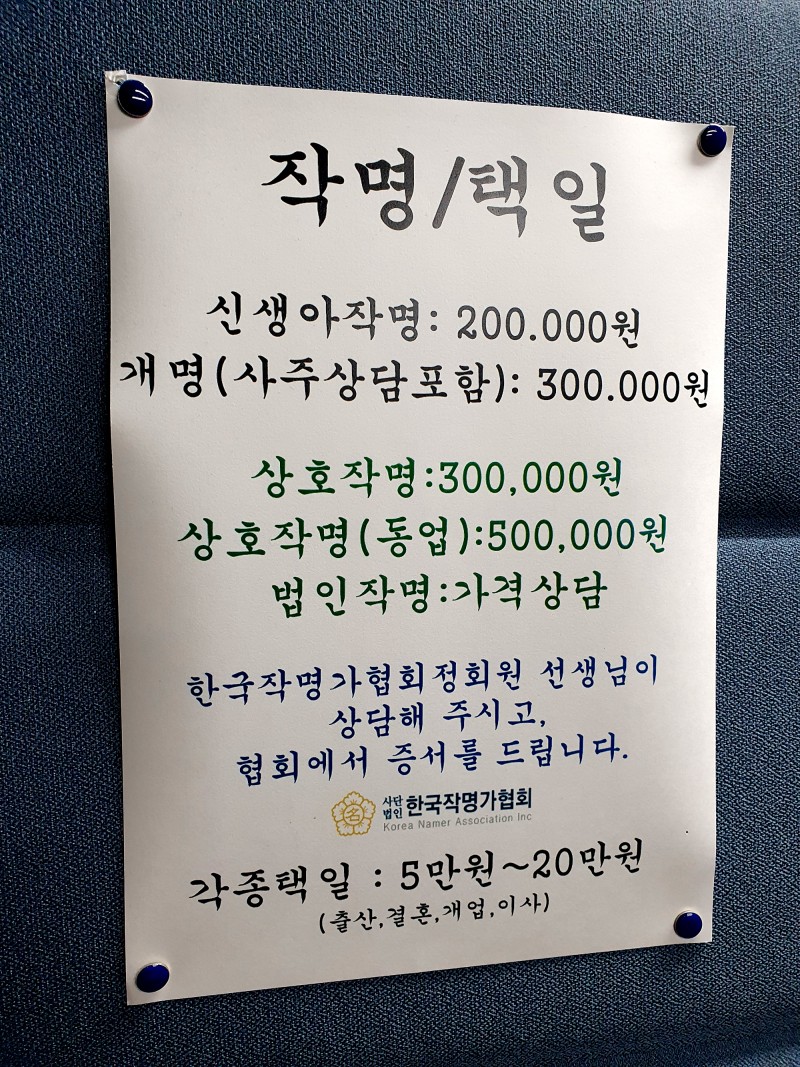 작명/택일
신생아작명: 200.000원
개명(사주상담포함): 300.000원
상호작명:300,000원
상호작명(동업):500,000원
법인작명:가격상담
한국작명가협회정회원 선생님이
상담해 주시고,
협회에서 증서를 드립니다.
名
사단법인 한국작명가협회
Korea Namer Association Inc
각종택일 : 5만원~20만원
(출산,결혼,개업,이사)